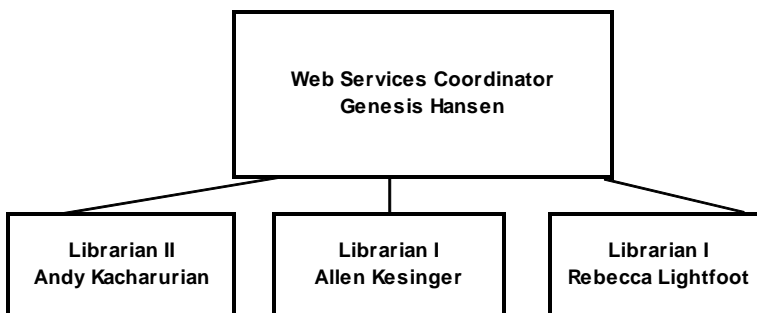 Web Services Coordinator
Genesis Hansen
Librarian II
Andy Kacharurian
Librarian I
Allen Kesinger
Librarian I
Rebecca Lightfoot